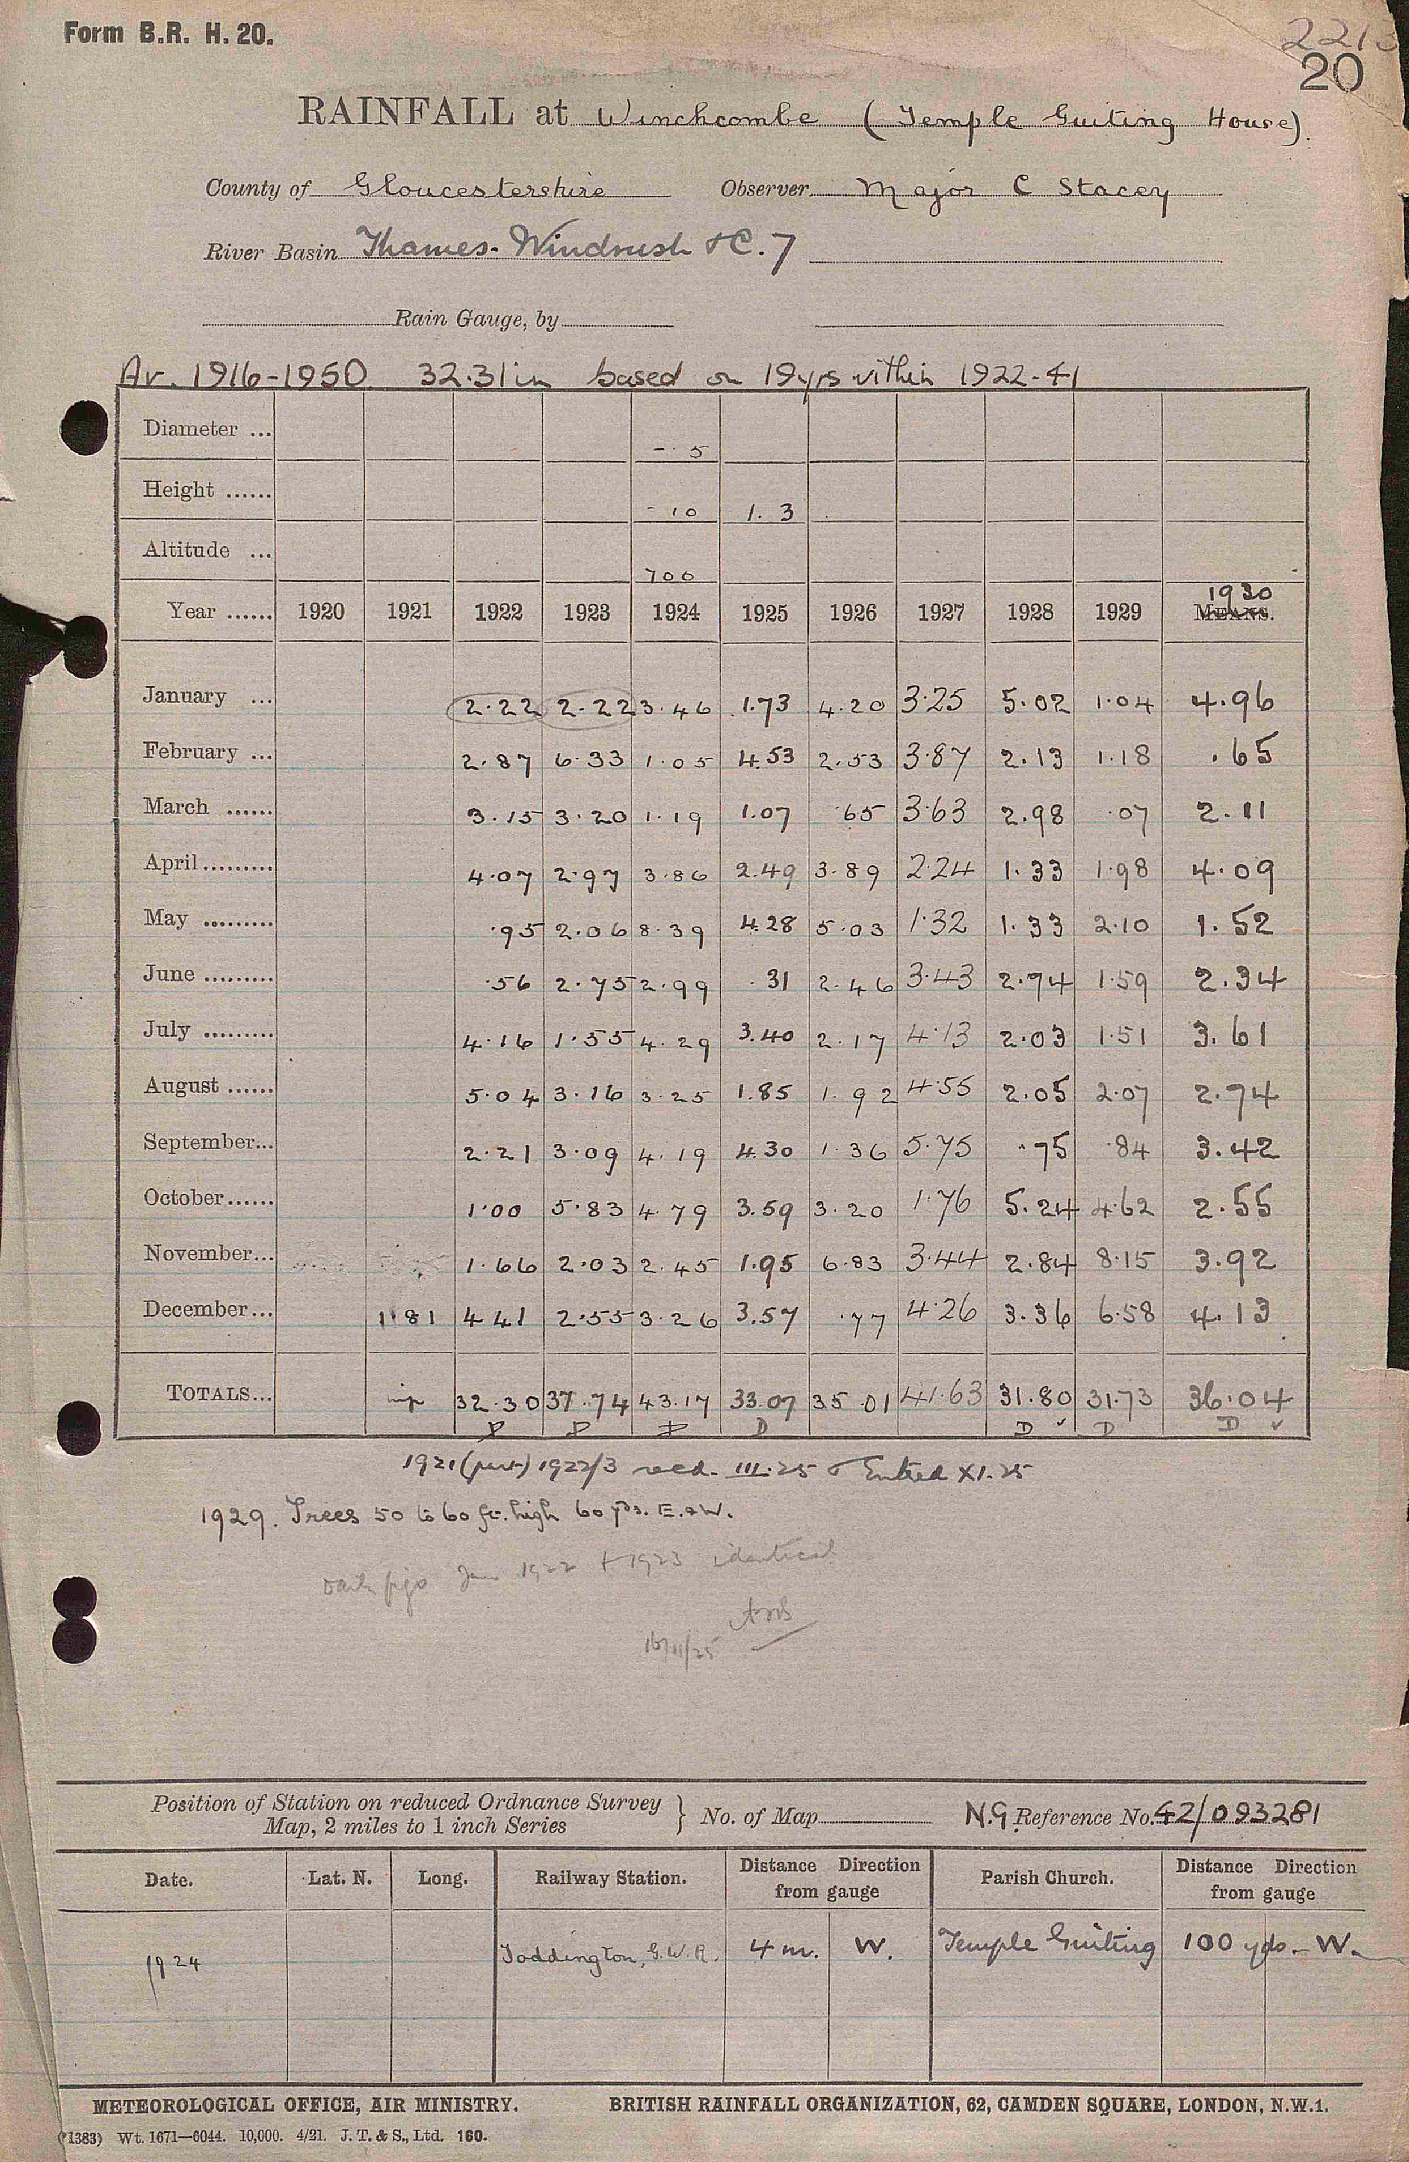 Form B.R. H. 20.
2213
20
RAINFALL at Winchcombe (Temple Guiting House).
County of Gloucestershire Observer Major C Stacey
River Basin Thames - Windrush &C. 7
Rain Gauge, by
Av. 1916-1950 32.31 in based on 19 yrs within 1922-41
Diameter ... - 5
Height ...... - 10 1. 3
Altitude ... 700
Year ...... 1920 1921 1922 1923 1924 1925 1926 1927 1928 1929 1930 MEANS.
January ... 2.22 2.22 3.46 1.73 4.20 3.25 5.02 1.04 4.96
February ... 2.87 6.33 1.05 4.53 2.53 3.87 2.13 1.18 .65
March ...... 3.15 3.20 1.19 1.07 .65 3.63 2.98 .07 2.11
April ......... 4.07 2.97 3.86 2.49 3.89 2.24 1.33 1.98 4.09
May ......... .95 2.06 8.39 4.28 5.03 1.32 1.33 2.10 1.52
June ......... .56 2.75 2.99 .31 2.46 3.43 2.74 1.59 2.34
July ......... 4.16 1.55 4.29 3.40 2.17 4.13 2.03 1.51 3.61
August ...... 5.04 3.16 3.25 1.85 1.92 4.55 2.05 2.07 2.74
September... 2.21 3.09 4.19 4.30 1.36 5.75 .75 .84 3.42
October...... 1.00 5.83 4.79 3.59 3.20 1.76 5.24 4.62 2.55
November... 1.66 2.03 2.45 1.95 6.83 3.44 2.84 8.15 3.92
December... 1.81 4.41 2.55 3.26 3.57 .77 4.26 3.36 6.58 4.13
TOTALS... 32.30 37.74 43.17 33.07 35.01 41.63 31.80 31.73 36.04
D D D D D D D
1921 (part) 1922/3 recd. III.25 & Entered XI.25
1929. Trees 50 to 60 ft. high 60 yds. E. & W.
Daily figs Jan 1922 + 1923 identical
16/11/25
Position of Station on reduced Ordnance Survey
Map, 2 miles to 1 inch Series } No. of Map N.G Reference No. 42/093281
Date. Lat. N. Long. Railway Station. Distance Direction from gauge Parish Church. Distance Direction from gauge
1924 Toddington, G.W.R. 4 m. W. Temple Guiting 100 yds. W.
METEOROLOGICAL OFFICE, AIR MINISTRY. BRITISH RAINFALL ORGANIZATION, 62, CAMDEN SQUARE, LONDON, N.W.1.
(*1383) Wt. 1671—6044. 10,000. 4/21. J. T. & S., Ltd. 160.